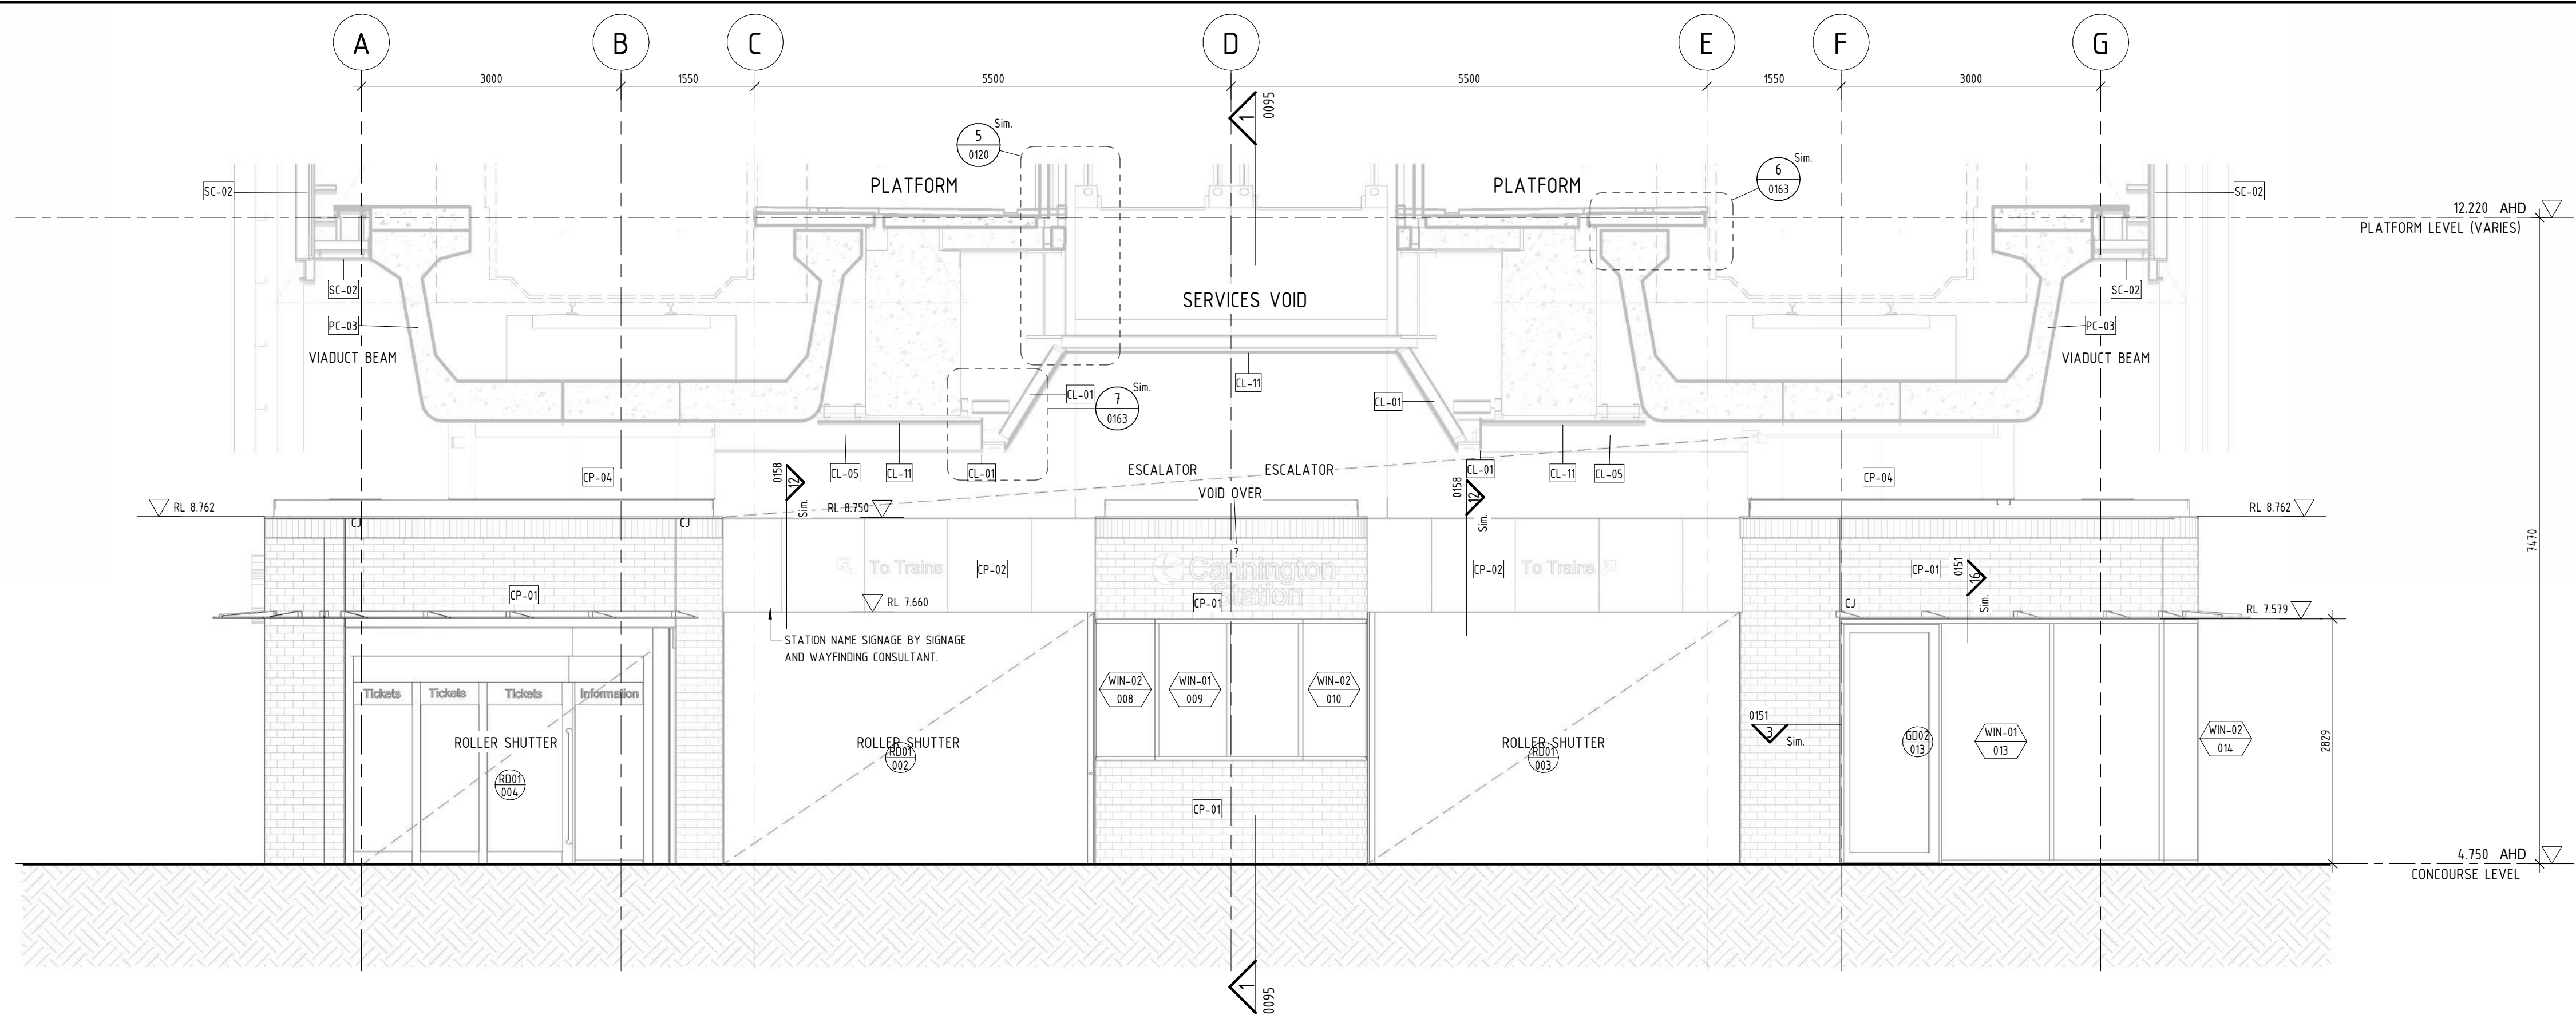 A B C D E F G
3000 1550 5500 5500 1550 3000
1
0095
5
0120
Sim.
6
0163
Sim.
PLATFORM
PLATFORM
SC-02
SC-02
12.220 AHD
PLATFORM LEVEL (VARIES)
SC-02
SC-02
SERVICES VOID
PC-03
PC-03
VIADUCT BEAM
VIADUCT BEAM
CL-11
CL-01
7
0163
Sim.
CL-01
CL-05
CL-11
CL-01
ESCALATOR
ESCALATOR
CL-01
CL-11
CL-05
CP-04
CP-04
0158
12
Sim.
0158
12
Sim.
VOID OVER
?
RL 8.762
RL 8.750
RL 8.762
CJ
CJ
7470
To Trains
CP-02
Cannington
Station
CP-02
To Trains
CP-01
0151
16
Sim.
CP-01
CP-01
RL 7.660
CJ
RL 7.579
STATION NAME SIGNAGE BY SIGNAGE
AND WAYFINDING CONSULTANT.
Tickets Tickets Tickets Information
WIN-02
008
WIN-01
009
WIN-02
010
0151
3
Sim.
ROLLER SHUTTER
RD01
004
ROLLER SHUTTER
RD01
002
ROLLER SHUTTER
RD01
003
GD02
013
WIN-01
013
WIN-02
014
2829
CP-01
4.750 AHD
CONCOURSE LEVEL
1
0095